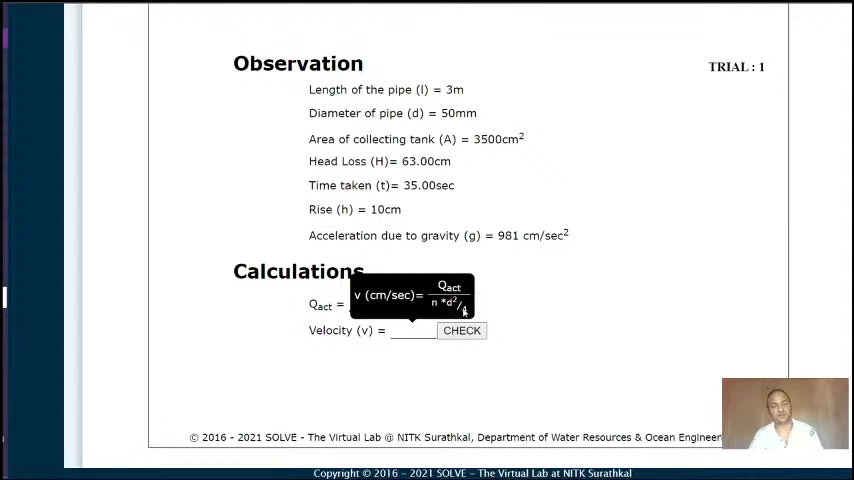 Observation
TRIAL : 1
Length of the pipe (l) = 3m
Diameter of pipe (d) = 50mm
Area of collecting tank (A) = 3500cm²
Head Loss (H)= 63.00cm
Time taken (t)= 35.00sec
Rise (h) = 10cm
Acceleration due to gravity (g) = 981 cm/sec²
Calculations
v (cm/sec)= Qact
π *d²/4
Qact =
Velocity (v) = CHECK
© 2016 - 2021 SOLVE - The Virtual Lab @ NITK Surathkal, Department of Water Resources & Ocean Engineer
Copyright © 2016 – 2021 SOLVE – The Virtual Lab at NITK Surathkal